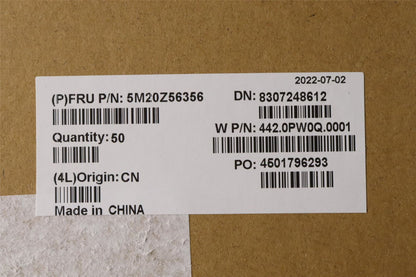 2022-07-02
(P)FRU P/N: 5M20Z56356
DN: 8307248612
Quantity: 50
W P/N: 442.0PW0Q.0001
PO: 4501796293
(4L)Origin: CN
Made in CHINA